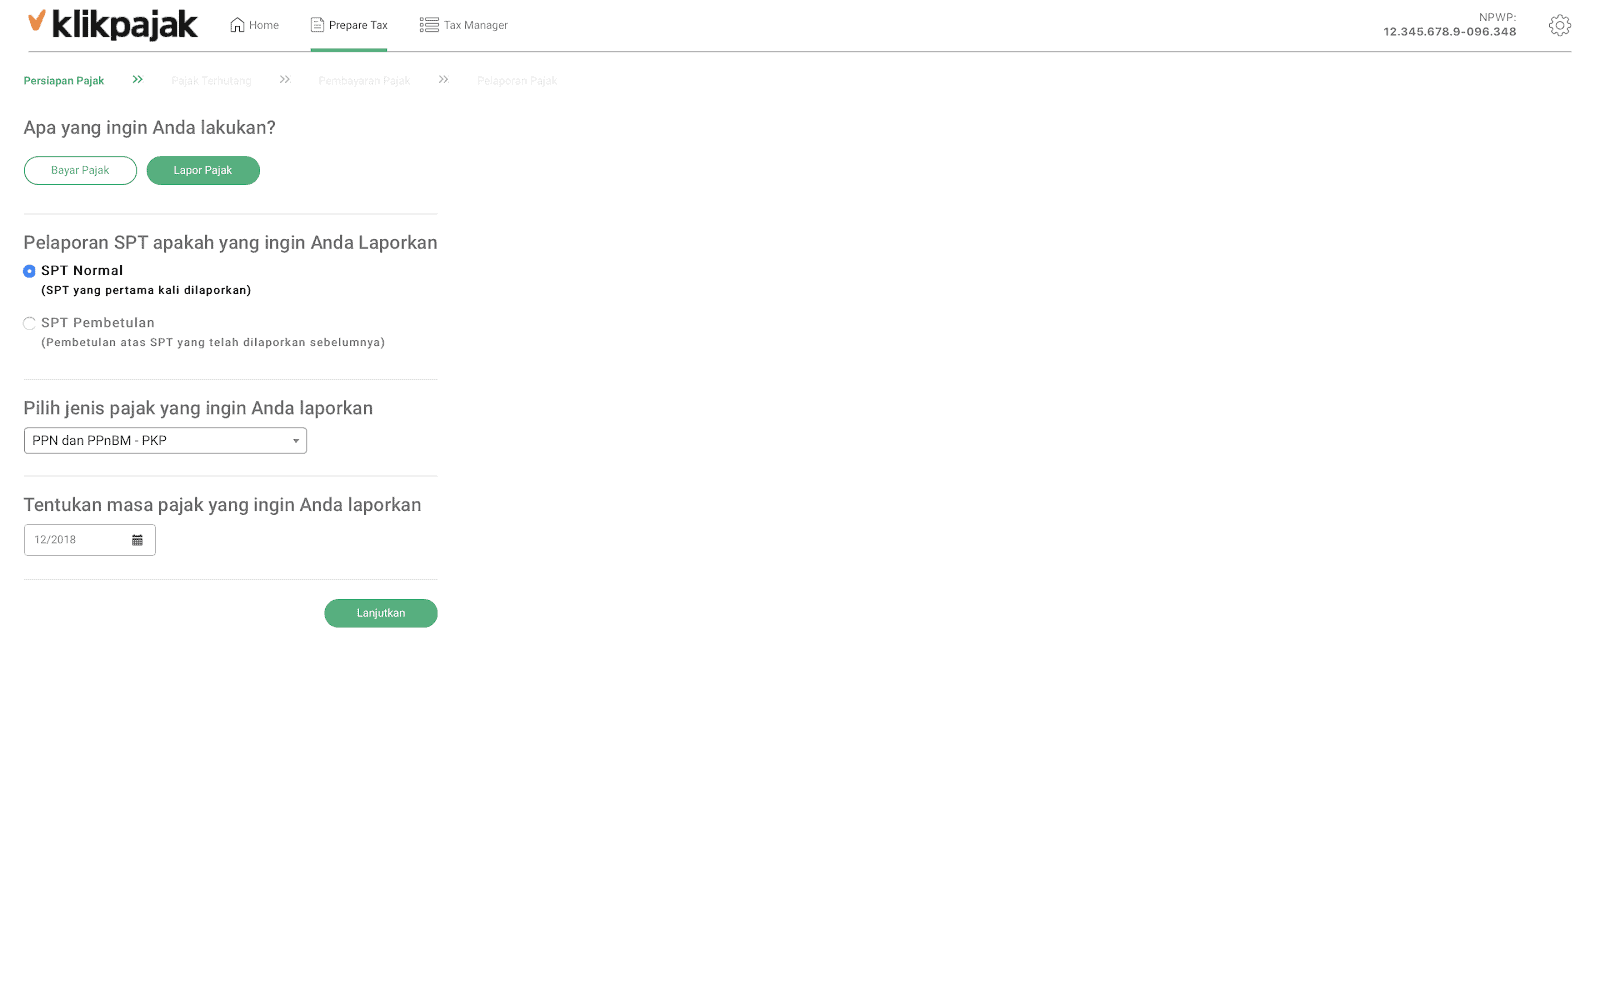 klikpajak
Home
Prepare Tax
Tax Manager
NPWP:
12.345.678.9-096.348
Persiapan Pajak
Pajak Terhutang
Pembayaran Pajak
Pelaporan Pajak
Apa yang ingin Anda lakukan?
Bayar Pajak
Lapor Pajak
Pelaporan SPT apakah yang ingin Anda Laporkan
SPT Normal
(SPT yang pertama kali dilaporkan)
SPT Pembetulan
(Pembetulan atas SPT yang telah dilaporkan sebelumnya)
Pilih jenis pajak yang ingin Anda laporkan
PPN dan PPnBM - PKP
Tentukan masa pajak yang ingin Anda laporkan
12/2018
Lanjutkan